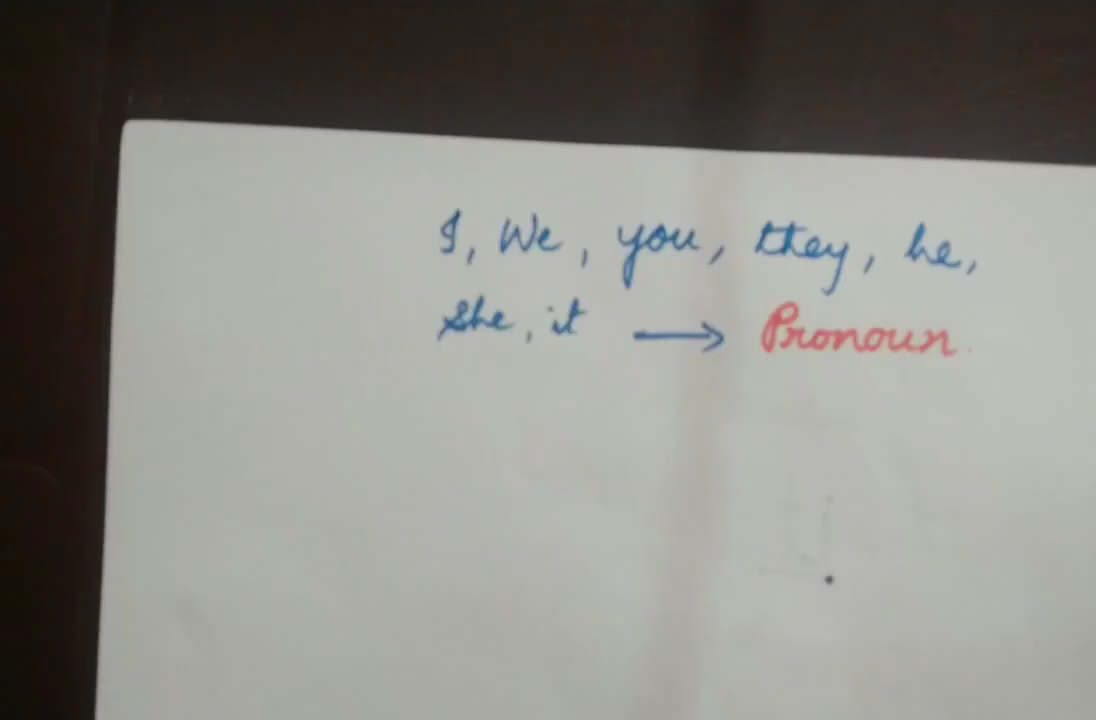 I, We, you, they, he,
She, it → Pronoun